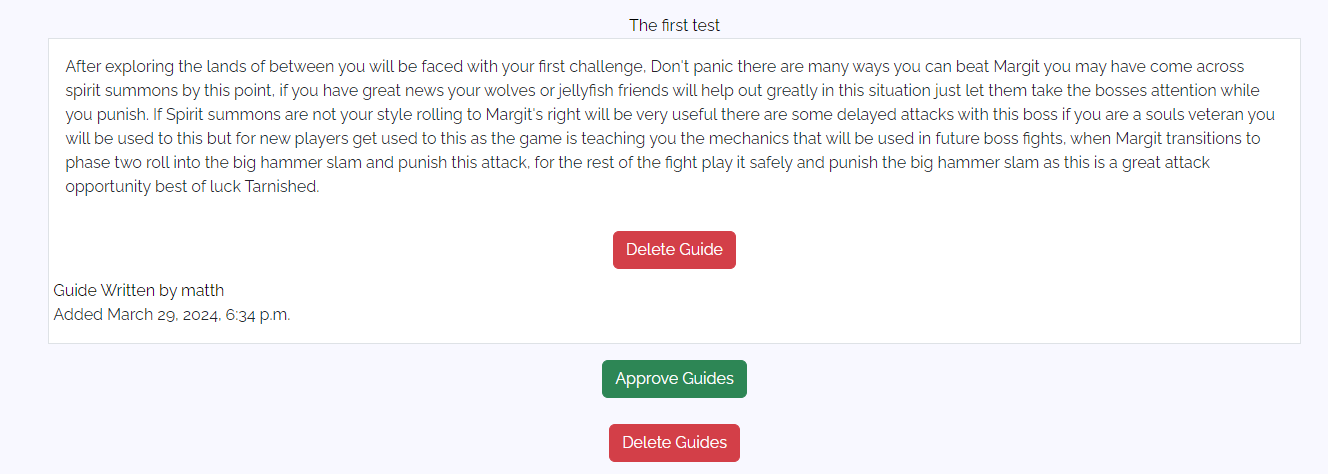 The first test
After exploring the lands of between you will be faced with your first challenge, Don't panic there are many ways you can beat Margit you may have come across
spirit summons by this point, if you have great news your wolves or jellyfish friends will help out greatly in this situation just let them take the bosses attention while
you punish. If Spirit summons are not your style rolling to Margit's right will be very useful there are some delayed attacks with this boss if you are a souls veteran you
will be used to this but for new players get used to this as the game is teaching you the mechanics that will be used in future boss fights, when Margit transitions to
phase two roll into the big hammer slam and punish this attack, for the rest of the fight play it safely and punish the big hammer slam as this is a great attack
opportunity best of luck Tarnished.
Delete Guide
Guide Written by matth
Added March 29, 2024, 6:34 p.m.
Approve Guides
Delete Guides